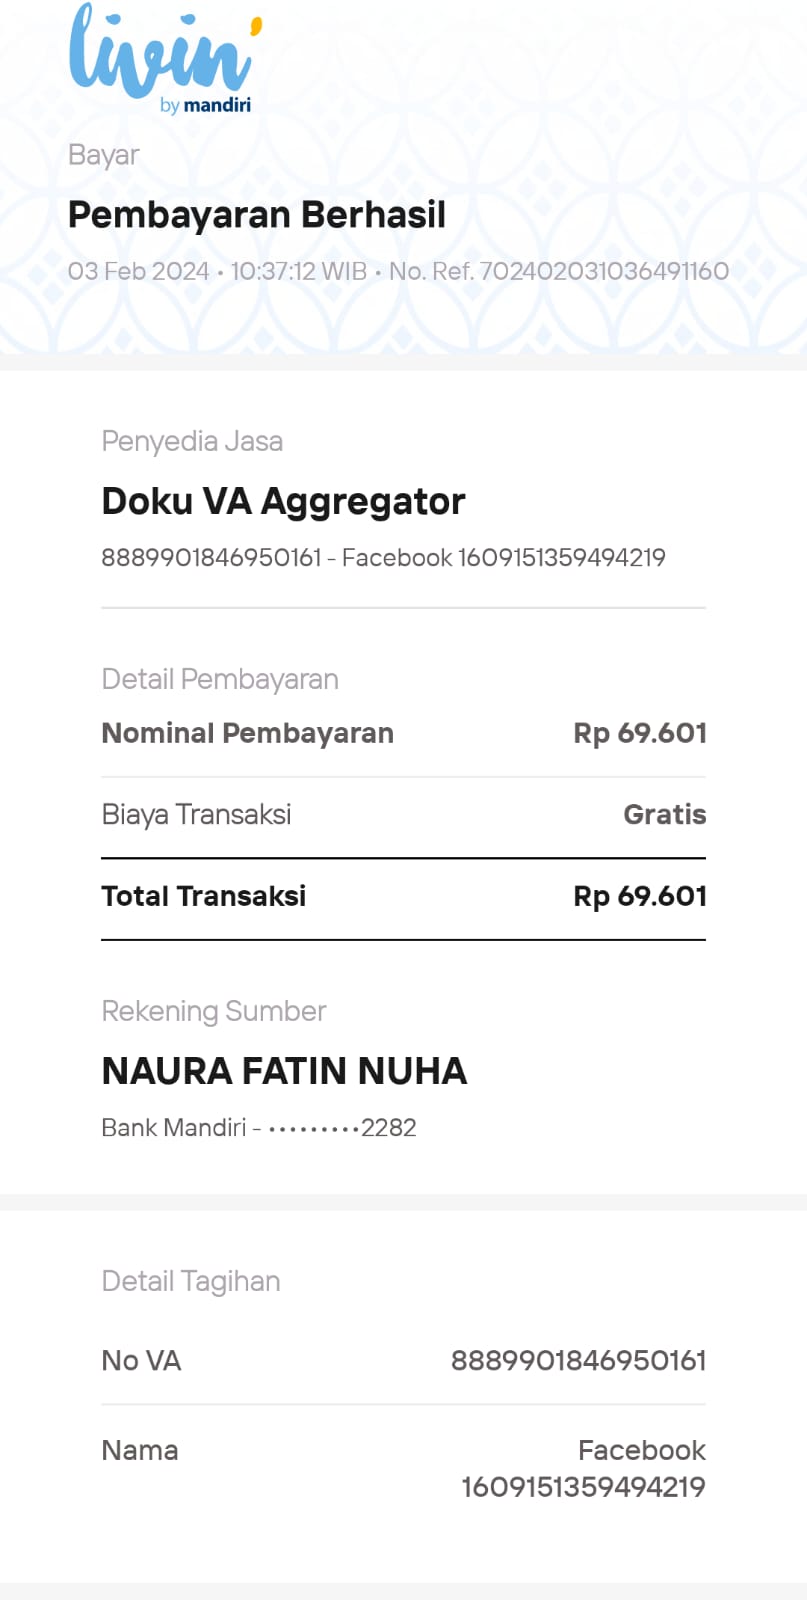 livin'
by mandiri
Bayar
Pembayaran Berhasil
03 Feb 2024 • 10:37:12 WIB • No. Ref. 702402031036491160
Penyedia Jasa
Doku VA Aggregator
8889901846950161 - Facebook 1609151359494219
Detail Pembayaran
Nominal Pembayaran Rp 69.601
Biaya Transaksi Gratis
Total Transaksi Rp 69.601
Rekening Sumber
NAURA FATIN NUHA
Bank Mandiri - •••••••••2282
Detail Tagihan
No VA 8889901846950161
Nama Facebook
1609151359494219